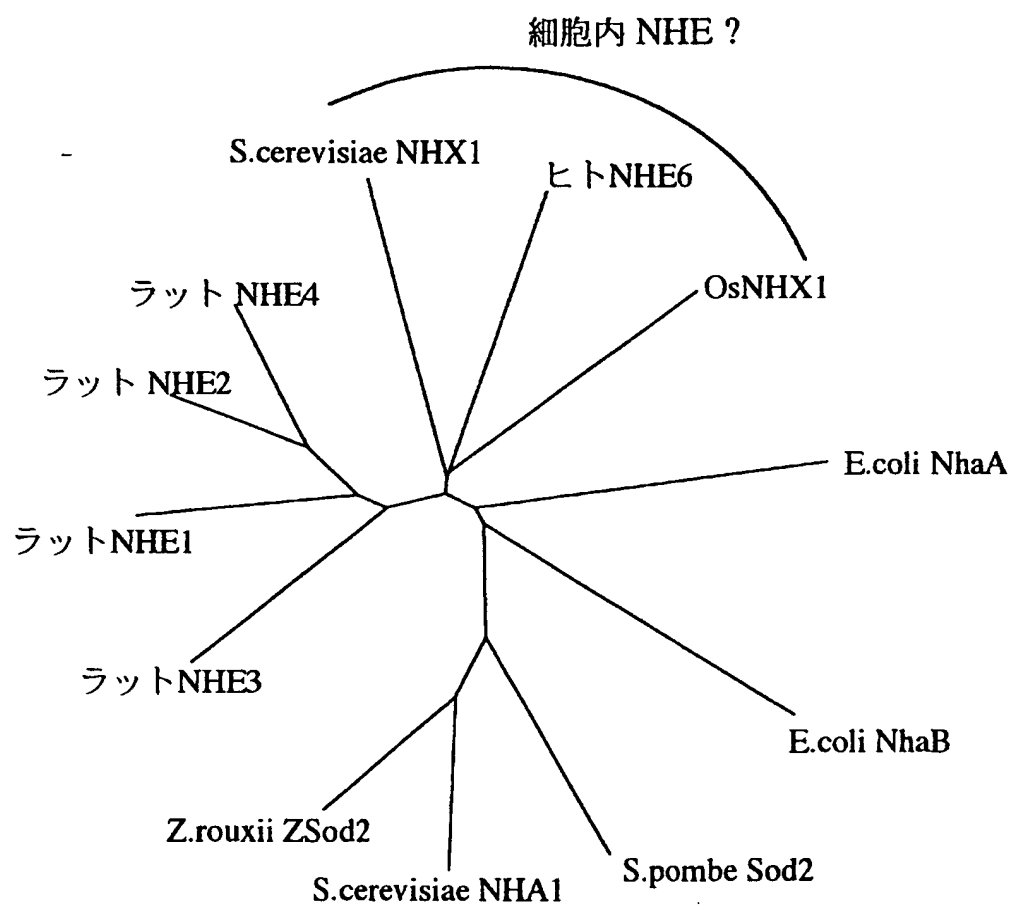 細胞内 NHE ?
S.cerevisiae NHX1
ヒトNHE6
OsNHX1
ラット NHE4
ラット NHE2
E.coli NhaA
ラットNHE1
ラットNHE3
E.coli NhaB
Z.rouxii ZSod2
S.pombe Sod2
S.cerevisiae NHA1